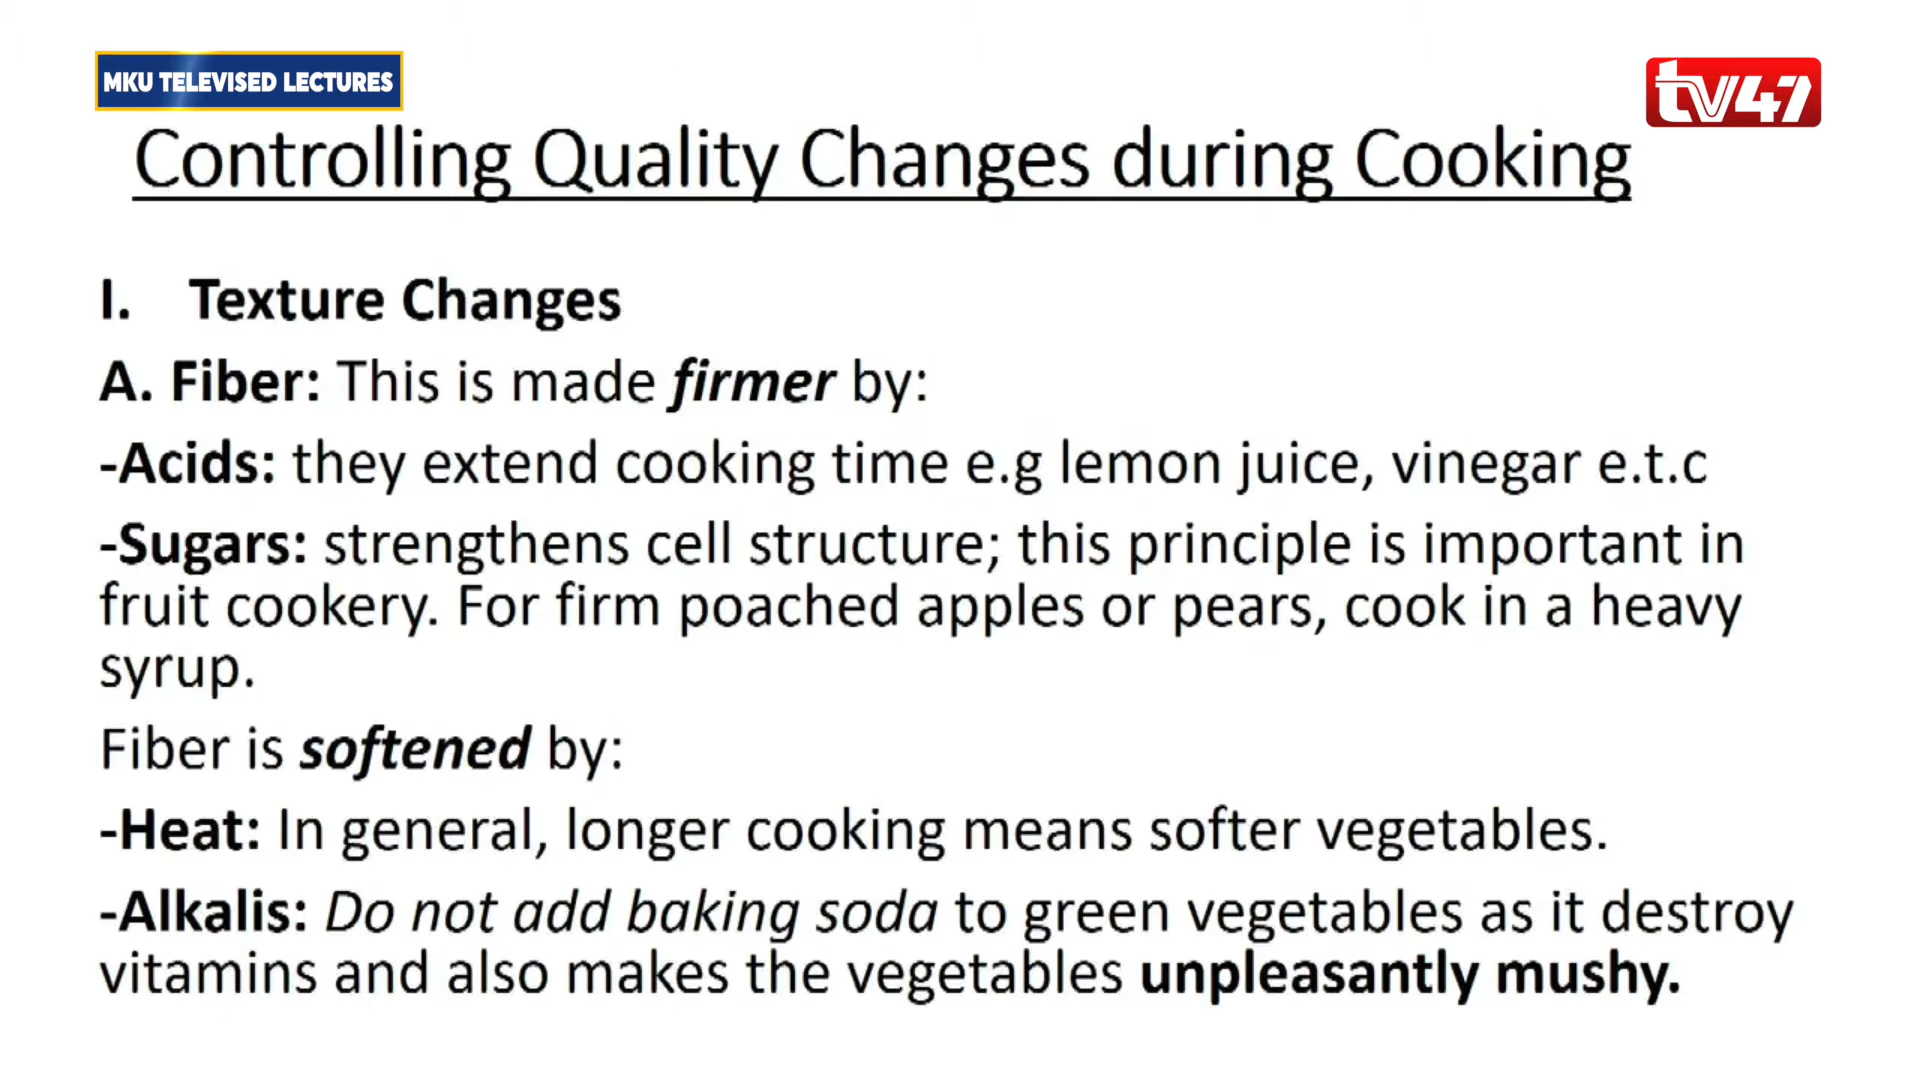 MKU TELEVISED LECTURES
tv47
Controlling Quality Changes during Cooking
I. Texture Changes
A. Fiber: This is made firmer by:
-Acids: they extend cooking time e.g lemon juice, vinegar e.t.c
-Sugars: strengthens cell structure; this principle is important in
fruit cookery. For firm poached apples or pears, cook in a heavy
syrup.
Fiber is softened by:
-Heat: In general, longer cooking means softer vegetables.
-Alkalis: Do not add baking soda to green vegetables as it destroy
vitamins and also makes the vegetables unpleasantly mushy.